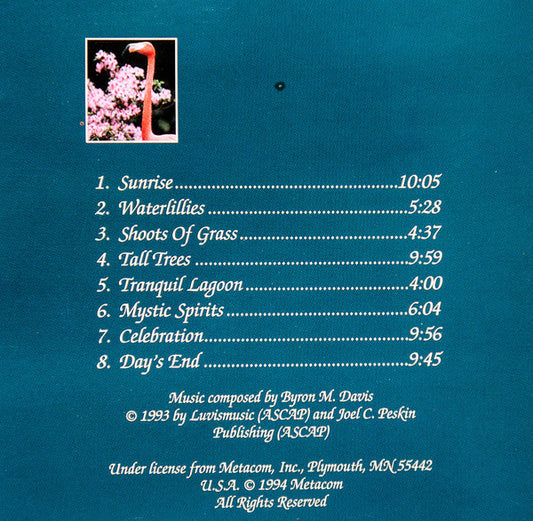 1. Sunrise..................................................10:05
2. Waterlillies.............................................5:28
3. Shoots Of Grass......................................4:37
4. Tall Trees ................................................9:59
5. Tranquil Lagoon.....................................4:00
6. Mystic Spirits.........................................6:04
7. Celebration..............................................9:56
8. Day's End ...............................................9:45
Music composed by Byron M. Davis
© 1993 by Luvismusic (ASCAP) and Joel C. Peskin
Publishing (ASCAP)
Under license from Metacom, Inc., Plymouth, MN 55442
U.S.A. © 1994 Metacom
All Rights Reserved